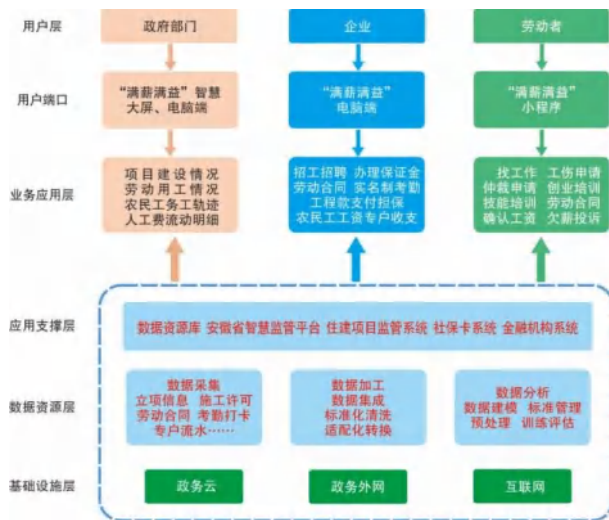 用户层
政府部门
企业
劳动者
用户端口
“满薪满益”智慧
大屏、电脑端
“满薪满益”
电脑端
“满薪满益”
小程序
业务应用层
项目建设情况
劳动用工情况
农民工务工轨迹
人工费流动明细
招工招聘 办理保证金
劳动合同 实名制考勤
工程款支付担保
农民工工资专户收支
找工作 工伤申请
仲裁申请 创业培训
技能培训 劳动合同
确认工资 欠薪投诉
应用支撑层
数据资源库 安徽省智慧监管平台 住建项目监管系统 社保卡系统 金融机构系统
数据资源层
数据采集
立项信息 施工许可
劳动合同 考勤打卡
专户流水……
数据加工
数据集成
标准化清洗
适配化转换
数据分析
数据建模 标准管理
预处理 训练评估
基础设施层
政务云
政务外网
互联网